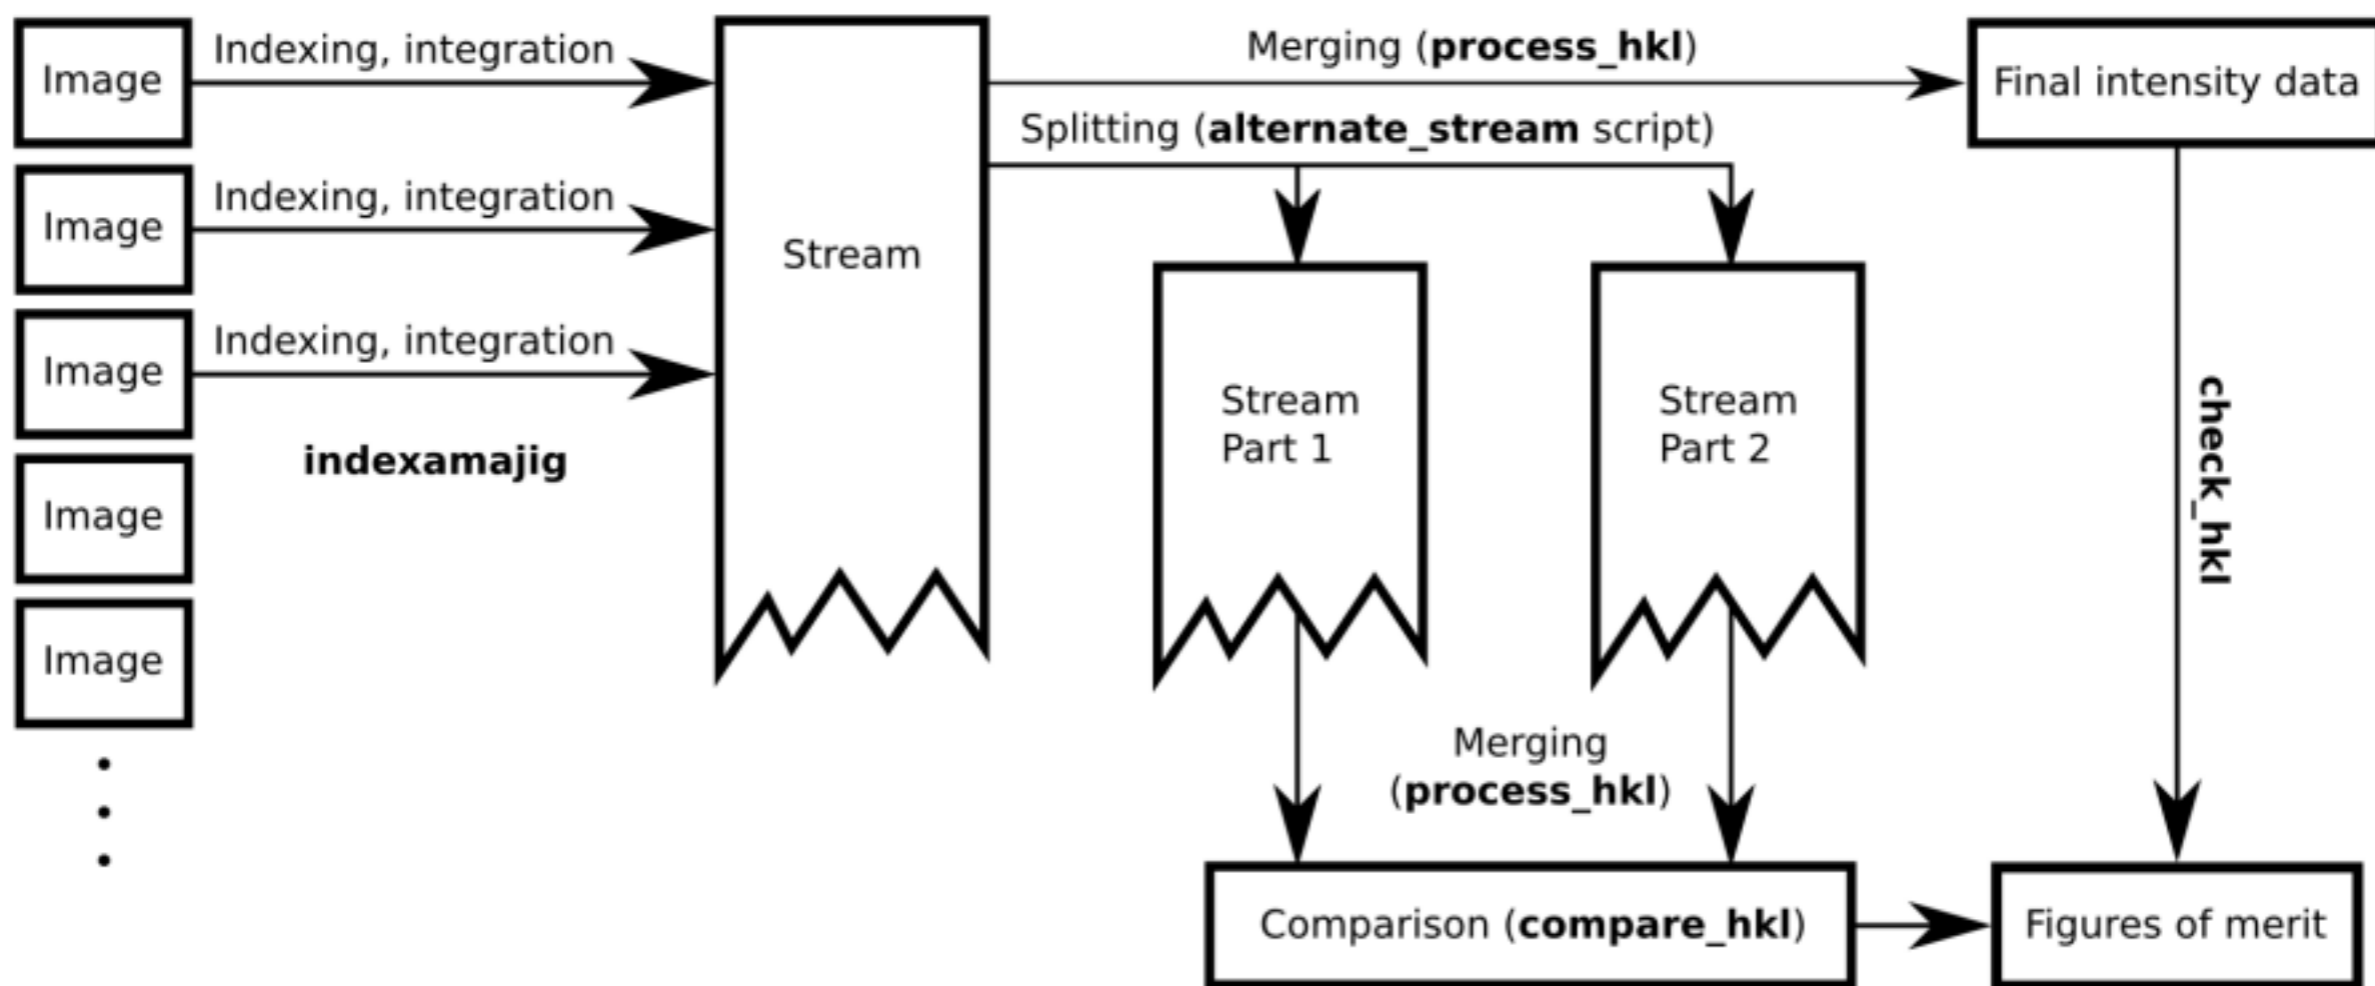 Image
Indexing, integration
Image
Indexing, integration
Image
Indexing, integration
indexamajig
Image
Image
Stream
Merging (process_hkl)
Splitting (alternate_stream script)
Final intensity data
Stream
Part 1
Stream
Part 2
Merging
(process_hkl)
check_hkl
Comparison (compare_hkl)
Figures of merit